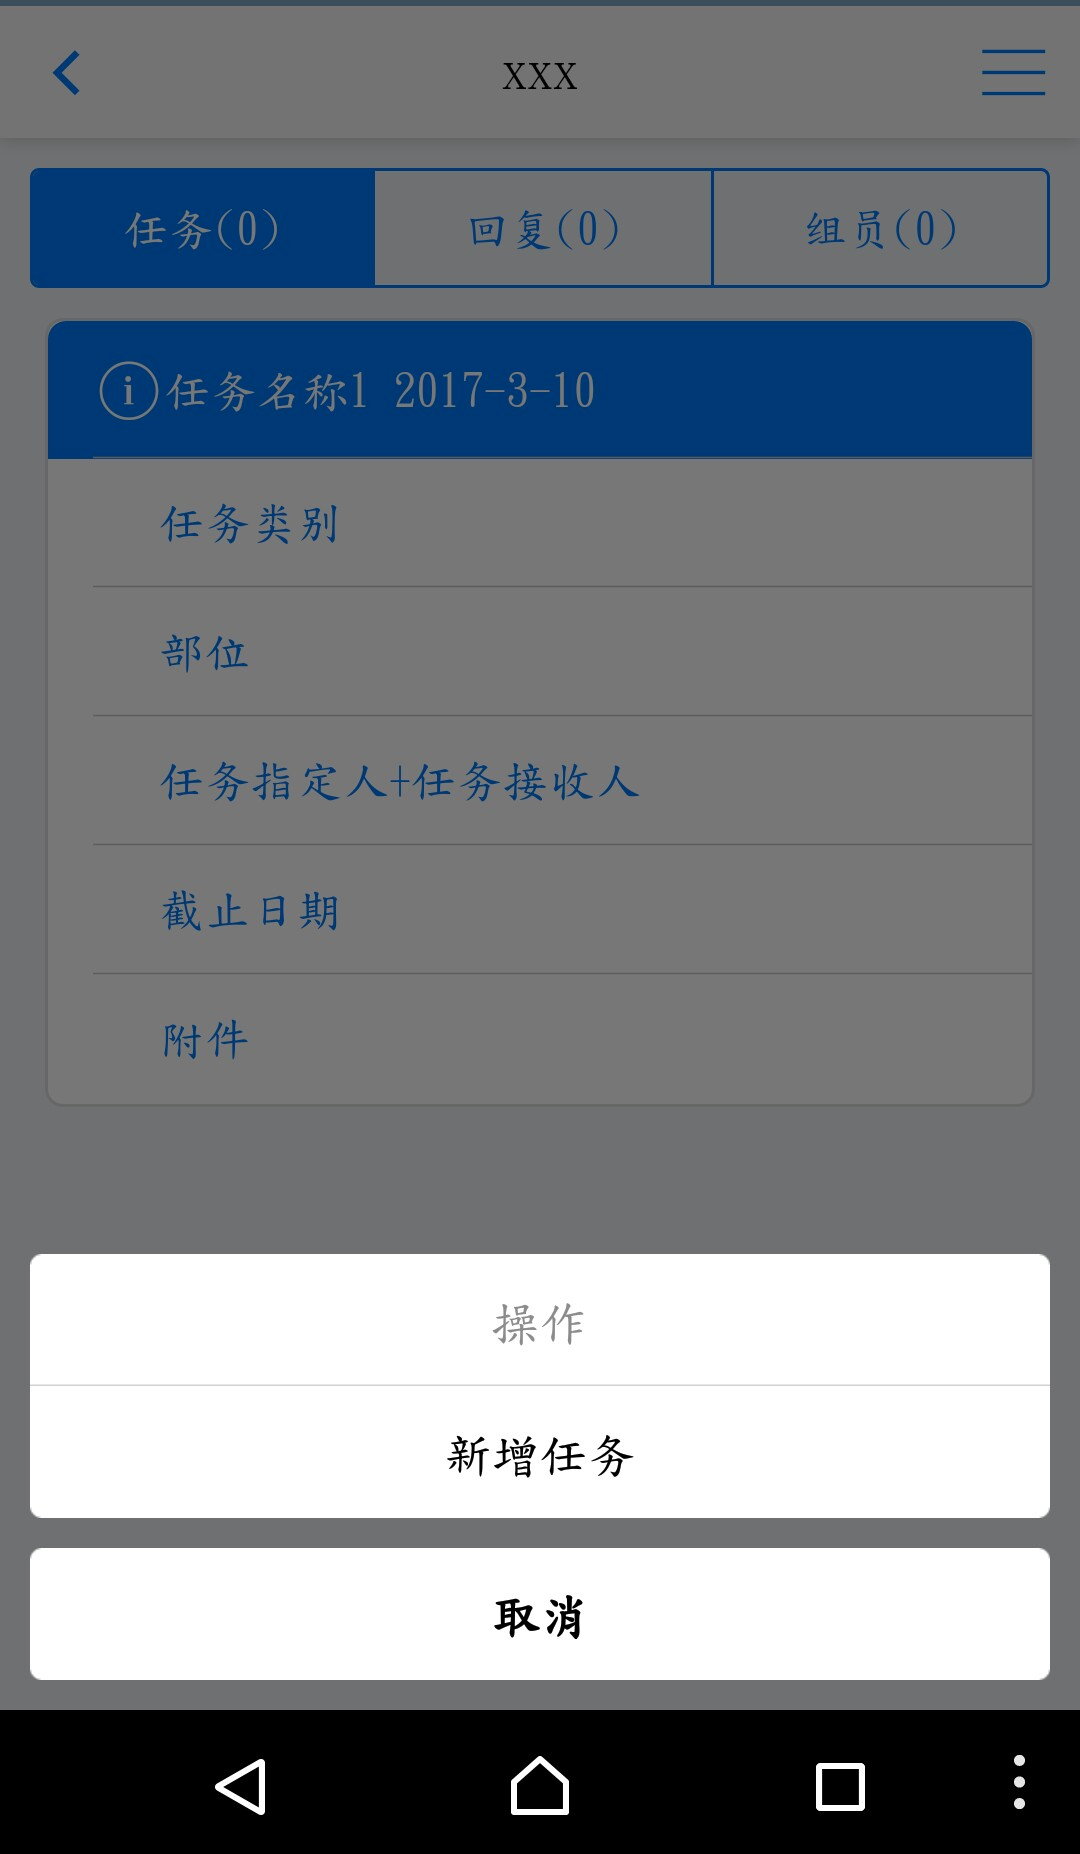 XXX
任务(0)
回复(0)
组员(0)
任务名称1 2017-3-10
任务类别
部位
任务指定人+任务接收人
截止日期
附件
操作
新增任务
取消